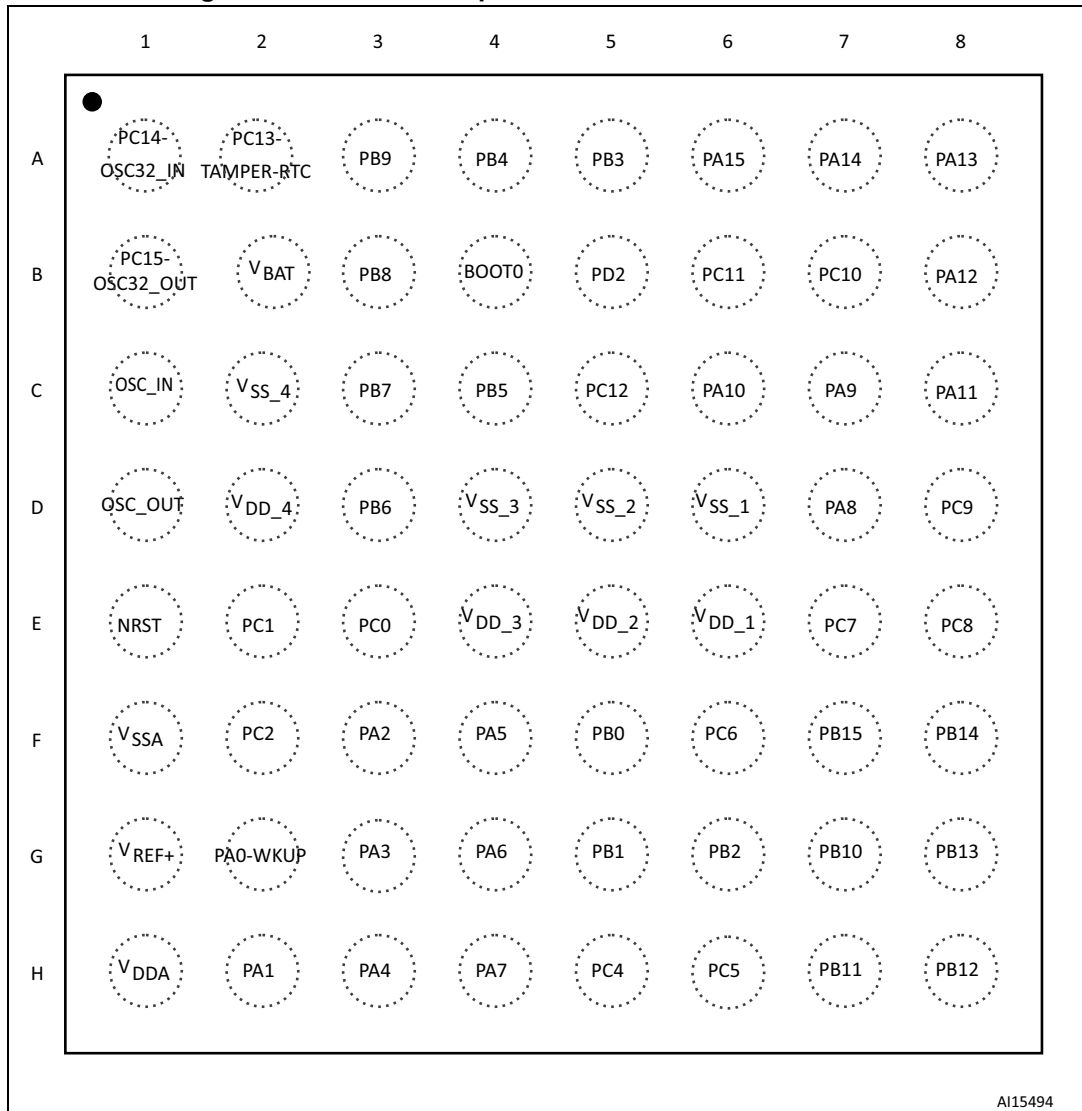 1 2 3 4 5 6 7 8
A PC14-OSC32_IN PC13-TAMPER-RTC PB9 PB4 PB3 PA15 PA14 PA13
B PC15-OSC32_OUT VBAT PB8 BOOT0 PD2 PC11 PC10 PA12
C OSC_IN VSS_4 PB7 PB5 PC12 PA10 PA9 PA11
D OSC_OUT VDD_4 PB6 VSS_3 VSS_2 VSS_1 PA8 PC9
E NRST PC1 PC0 VDD_3 VDD_2 VDD_1 PC7 PC8
F VSSA PC2 PA2 PA5 PB0 PC6 PB15 PB14
G VREF+ PA0-WKUP PA3 PA6 PB1 PB2 PB10 PB13
H VDDA PA1 PA4 PA7 PC4 PC5 PB11 PB12
AI15494